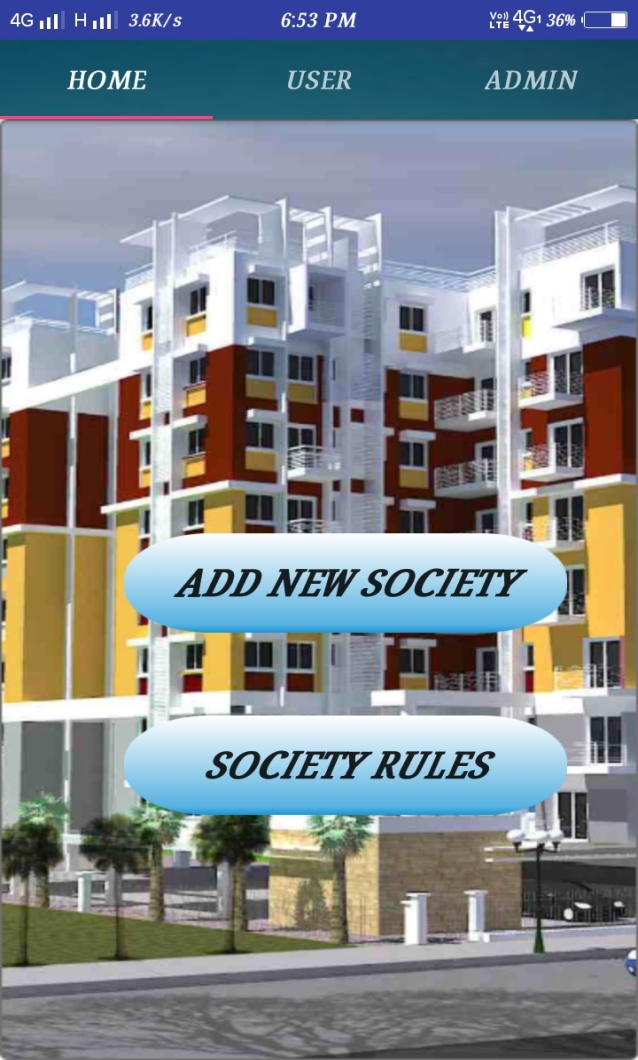 4G H 3.6K/s 6:53 PM Vo)) LTE 4G1 36%
HOME USER ADMIN
ADD NEW SOCIETY
SOCIETY RULES